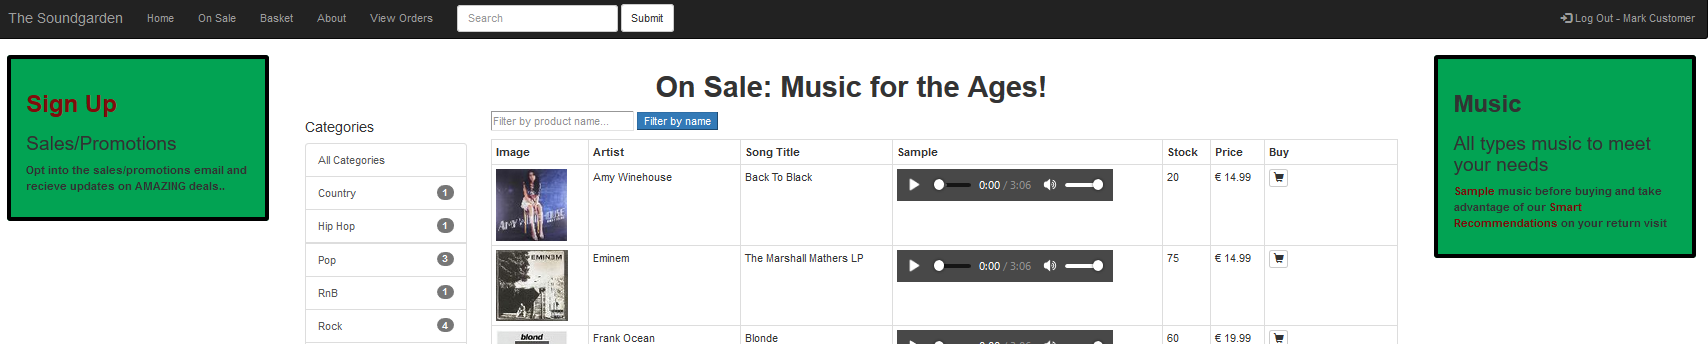 The Soundgarden Home On Sale Basket About View Orders Search Submit Log Out - Mark Customer
Sign Up
Sales/Promotions
Opt into the sales/promotions email and
recieve updates on AMAZING deals..
Categories
All Categories
Country 1
Hip Hop 1
Pop 3
RnB 1
Rock 4
On Sale: Music for the Ages!
Filter by product name... Filter by name
Image Artist Song Title Sample Stock Price Buy
AMY WINEHOUSE
Amy Winehouse Back To Black 0:00 / 3:06 20 € 14.99
EMINEM
Eminem The Marshall Mathers LP 0:00 / 3:06 75 € 14.99
blond
Frank Ocean Blonde 0:00 / 3:06 60 € 19.99
Music
All types music to meet
your needs
Sample music before buying and take
advantage of our Smart
Recommendations on your return visit